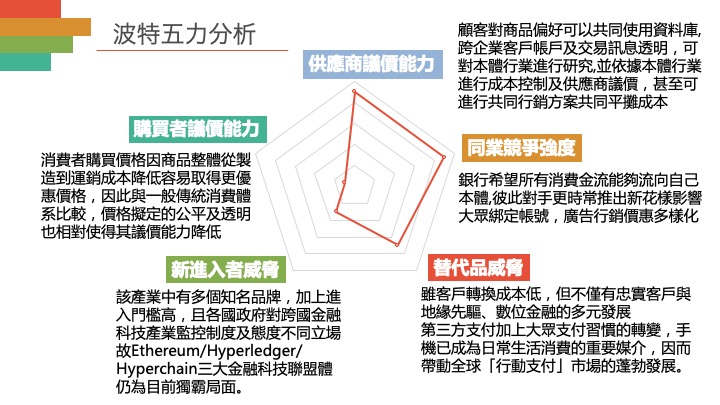 波特五力分析
供應商議價能力
顧客對商品偏好可以共同使用資料庫,
跨企業客戶帳戶及交易訊息透明，可
對本體行業進行研究,並依據本體行業
進行成本控制及供應商議價，甚至可
進行共同行銷方案共同平攤成本
購買者議價能力
消費者購買價格因商品整體從製
造到運銷成本降低容易取得更優
惠價格，因此與一般傳統消費體
系比較，價格擬定的公平及透明
也相對使得其議價能力降低
同業競爭強度
銀行希望所有消費金流能夠流向自己
本體,彼此對手更時常推出新花樣影響
大眾綁定帳號，廣告行銷價惠多樣化
新進入者威脅
該產業中有多個知名品牌，加上進
入門檻高，且各國政府對跨國金融
科技產業監控制度及態度不同立場
故Ethereum/Hyperledger/
Hyperchain三大金融科技聯盟體
仍為目前獨霸局面。
替代品威脅
雖客戶轉換成本低，但不僅有忠實客戶與
地緣先驅、數位金融的多元發展
第三方支付加上大眾支付習慣的轉變，手
機已成為日常生活消費的重要媒介，因而
帶動全球「行動支付」市場的蓬勃發展。